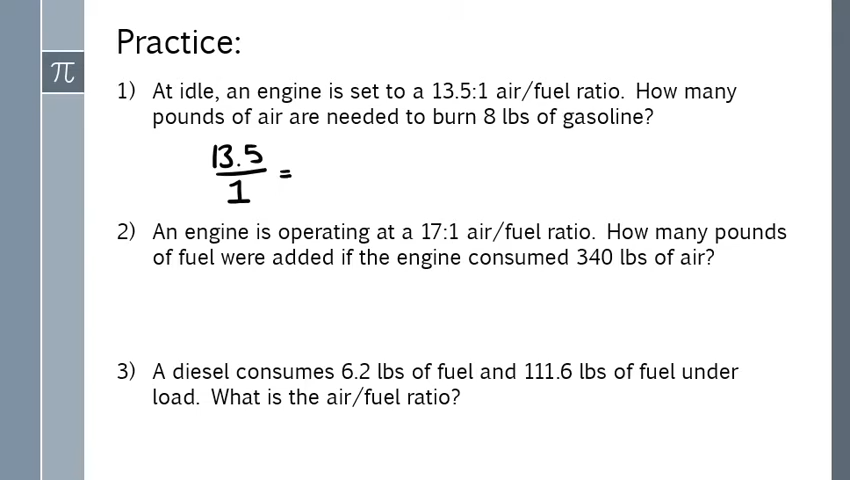 Practice:
π
1) At idle, an engine is set to a 13.5:1 air/fuel ratio. How many
pounds of air are needed to burn 8 lbs of gasoline?
13.5
1 =
2) An engine is operating at a 17:1 air/fuel ratio. How many pounds
of fuel were added if the engine consumed 340 lbs of air?
3) A diesel consumes 6.2 lbs of fuel and 111.6 lbs of fuel under
load. What is the air/fuel ratio?